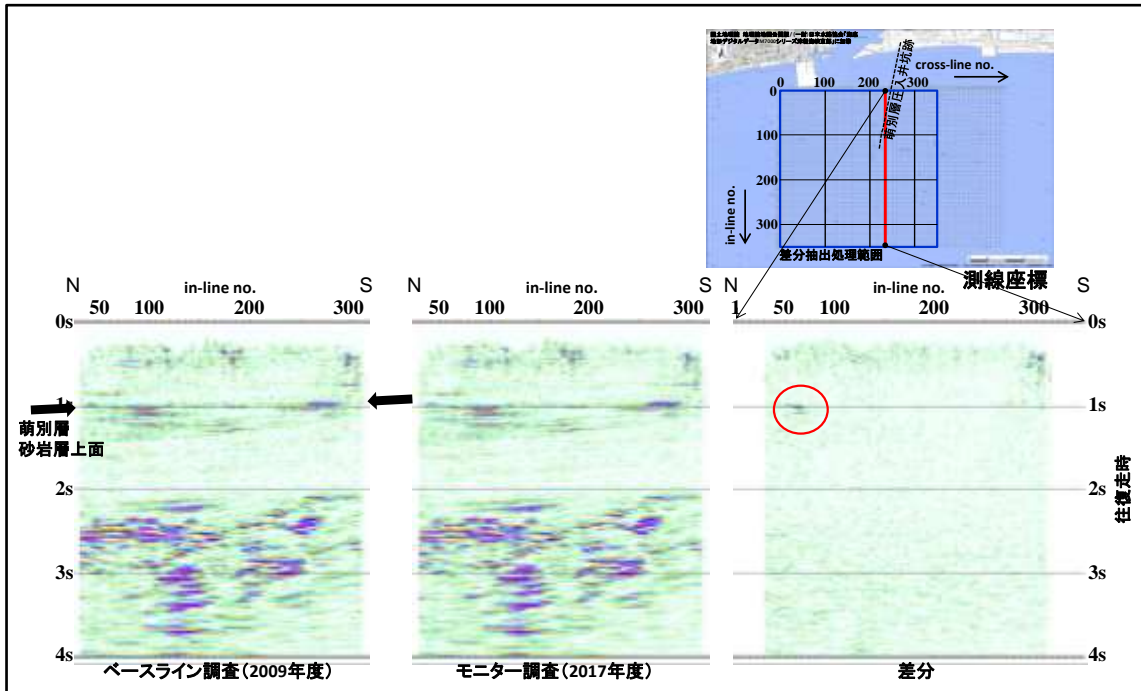 cross-line no.
0 100 200 300
0
100
200
300
in-line no.
萌別層圧入井坑跡
差分抽出処理範囲
測線座標
N in-line no. S
50 100 200 300
N in-line no. S
50 100 200 300
N in-line no. S
1 50 100 200 300
0s
1s
2s
3s
4s
萌別層
砂岩層上面
0s
1s
2s
3s
4s
往復走時
ベースライン調査(2009年度)
モニター調査(2017年度)
差分